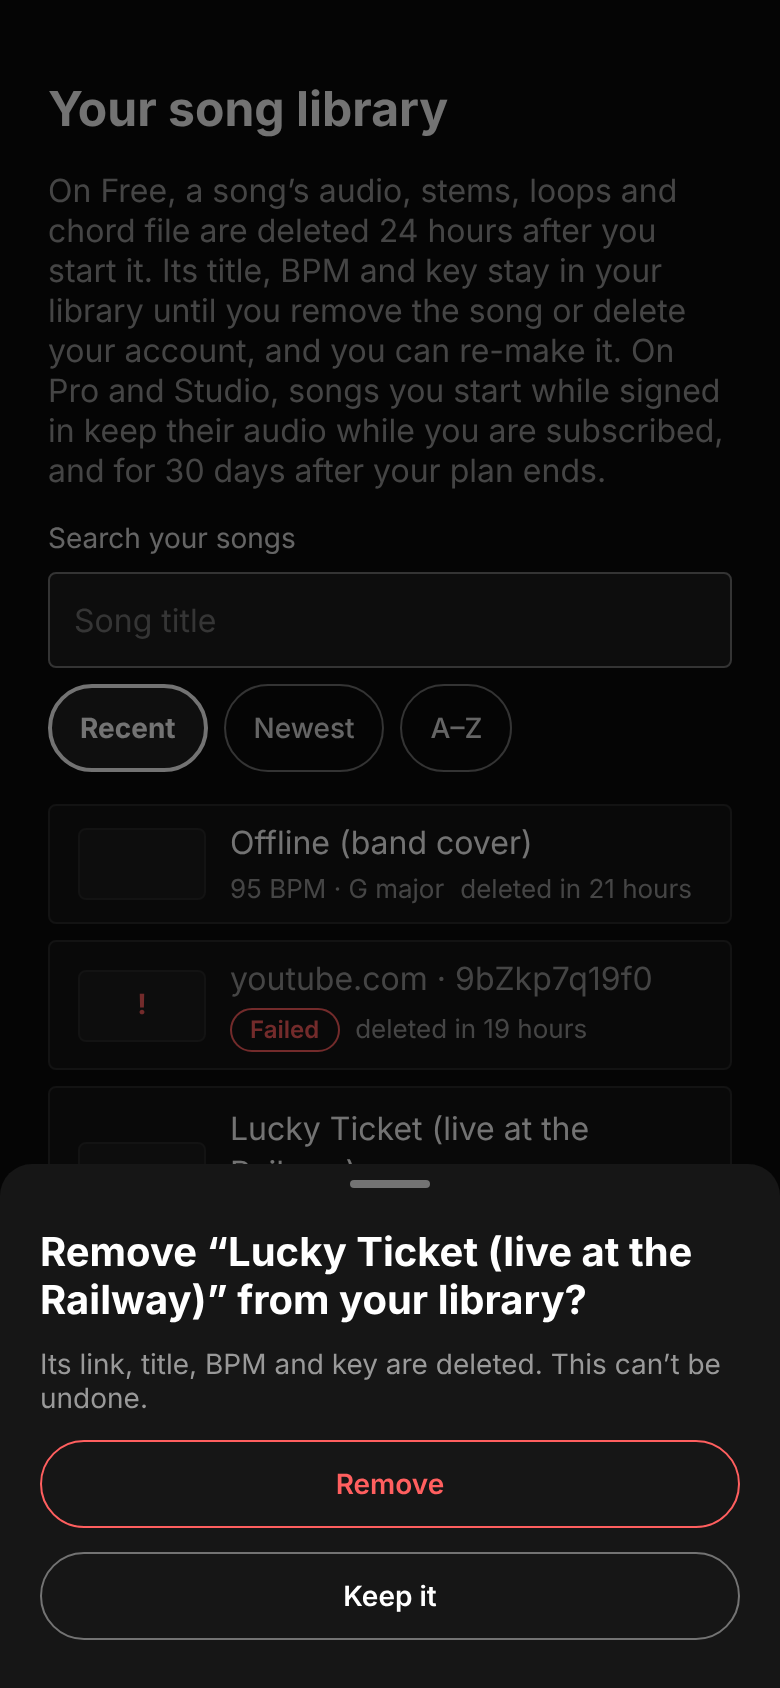 Your song library
On Free, a song’s audio, stems, loops and
chord file are deleted 24 hours after you
start it. Its title, BPM and key stay in your
library until you remove the song or delete
your account, and you can re-make it. On
Pro and Studio, songs you start while signed
in keep their audio while you are subscribed,
and for 30 days after your plan ends.
Search your songs
Song title
Recent
Newest
A–Z
Offline (band cover)
95 BPM · G major deleted in 21 hours
!
youtube.com · 9bZkp7q19f0
Failed deleted in 19 hours
Lucky Ticket (live at the
Remove “Lucky Ticket (live at the
Railway)” from your library?
Its link, title, BPM and key are deleted. This can’t be
undone.
Remove
Keep it